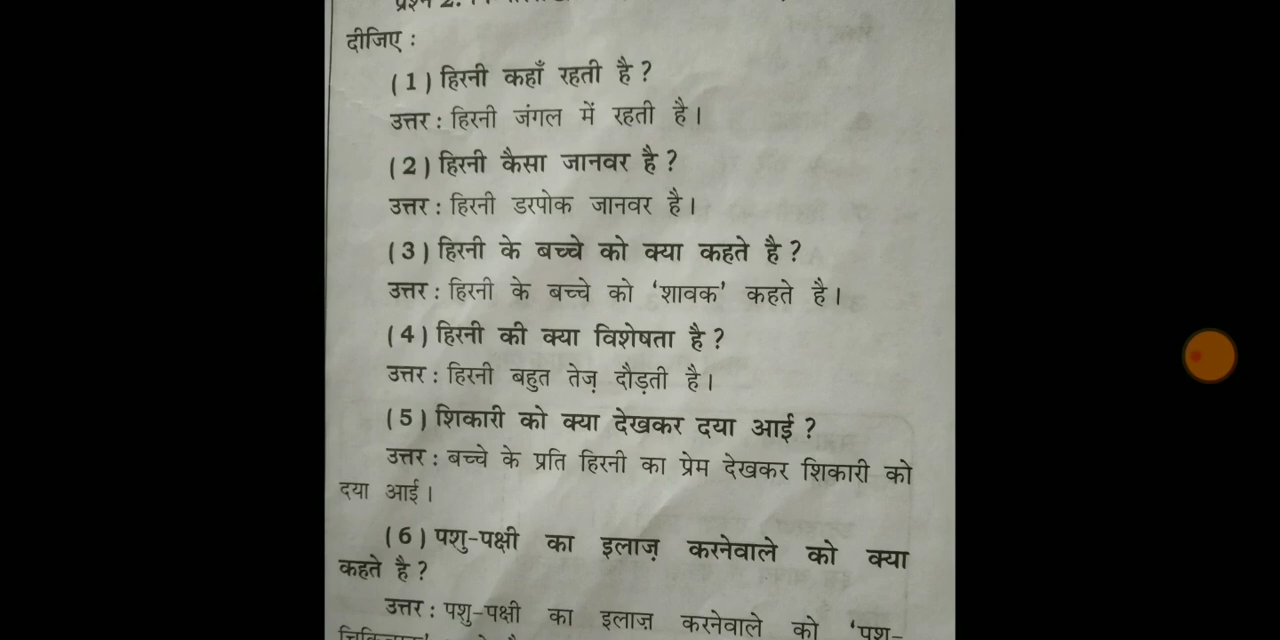 दीजिए :
(1) हिरनी कहाँ रहती है ?
उत्तर : हिरनी जंगल में रहती है।
(2) हिरनी कैसा जानवर है ?
उत्तर : हिरनी डरपोक जानवर है।
(3) हिरनी के बच्चे को क्या कहते है ?
उत्तर : हिरनी के बच्चे को ‘शावक’ कहते है।
(4) हिरनी की क्या विशेषता है ?
उत्तर : हिरनी बहुत तेज़ दौड़ती है।
(5) शिकारी को क्या देखकर दया आई ?
उत्तर : बच्चे के प्रति हिरनी का प्रेम देखकर शिकारी को
दया आई।
(6) पशु-पक्षी का इलाज़ करनेवाले को क्या
कहते है ?
उत्तर : पशु-पक्षी का इलाज़ करनेवाले को ‘पशु-